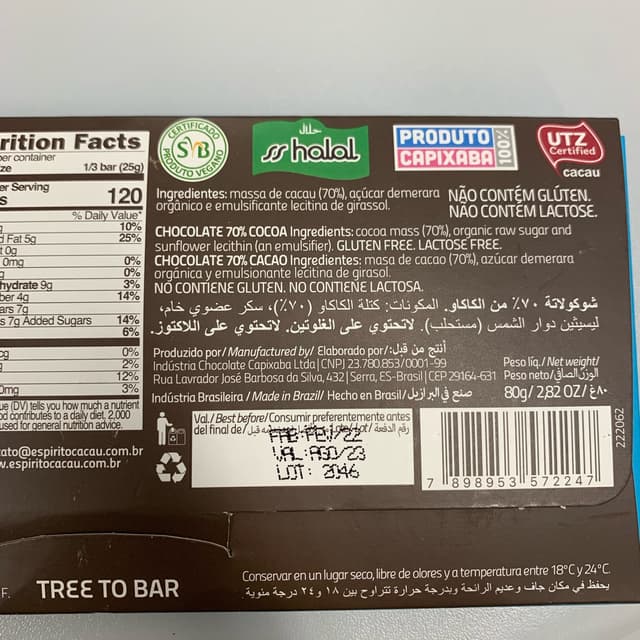 rition Facts
per container
ze 1/3 bar (25g)
er Serving
s 120
% Daily Value*
g 10%
d Fat 5g 25%
t 0g
0mg 0%
g 0%
hydrate 9g 3%
ber 4g 14%
ars 7g
s 7g Added Sugars 14%
6%
cg 0%
2%
g 12%
0mg 3%
ue (DV) tells you how much a nutrient
od contributes to a daily diet. 2,000
used for general nutrition advice.
tato@espiritocacau.com.br
w.espiritocacau.com.br
CERTIFICADO
SVB
PRODUTO VEGANO
حلال
ss halal
PRODUTO
CAPIXABA
100%
UTZ
Certified
cacau
Ingredientes: massa de cacau (70%), açúcar demerara
orgânico e emulsificante lecitina de girassol.
NÃO CONTÉM GLÚTEN.
NÃO CONTÉM LACTOSE.
CHOCOLATE 70% COCOA Ingredients: cocoa mass (70%), organic raw sugar and
sunflower lecithin (an emulsifier). GLUTEN FREE. LACTOSE FREE.
CHOCOLATE 70% CACAO Ingredientes: masa de cacao (70%), azúcar demerara
orgánica y emulsionante lecitina de girasol.
NO CONTIENE GLUTEN. NO CONTIENE LACTOSA.
شوكولاتة ٧٠٪ من الكاكاو. المكونات: كتلة الكاكاو (٧٠٪)، سكر عضوي خام،
ليسيثين دوار الشمس (مستحلب). لاتحتوي على الغلوتين. لاتحتوي على اللاكتوز.
Produzido por/ Manufactured by/ Elaborado por/: أنتج من قبل
Indústria Chocolate Capixaba Ltda | CNPJ 23.780.853/0001-99
Rua Lavrador José Barbosa da Silva, 432 | Serra, ES-Brasil | CEP 29164-631
Indústria Brasileira / Made in Brazil/ Hecho en Brasil/ صنع في البرازيل
Peso líq./ Net weight/
Peso neto/ الوزن الصافي
80g/ 2,82 OZ/ ٨٠غ
Val./ Best before/ Consumir preferentemente antes
del final de/ Lote/ Lot/ رقم الدفعة
FAB:FEV/22
VAL:AGO/23
LOT: 2046
7 898953 572247
222062
F. TREE TO BAR
Conservar en un lugar seco, libre de olores y a temperatura entre 18°C y 24°C.
يحفظ في مكان جاف وعديم الرائحة وبدرجة حرارة تتراوح بين ١٨ و ٢٤ درجة مئوية.